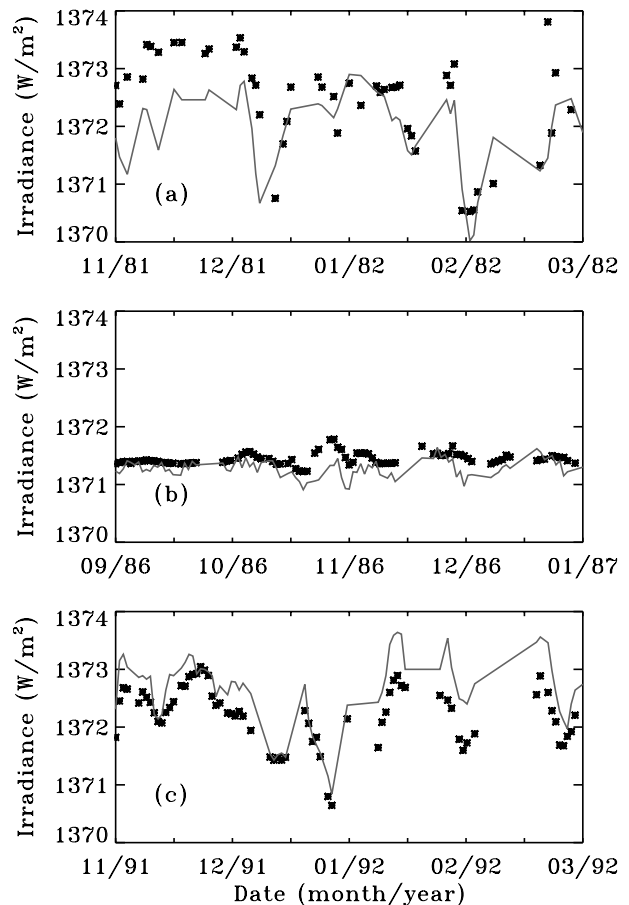 1374
1373
1372
1371
1370
Irradiance (W/m²)
(a)
11/81 12/81 01/82 02/82 03/82
1374
1373
1372
1371
1370
Irradiance (W/m²)
(b)
09/86 10/86 11/86 12/86 01/87
1374
1373
1372
1371
1370
Irradiance (W/m²)
(c)
11/91 12/91 01/92 02/92 03/92
Date (month/year)